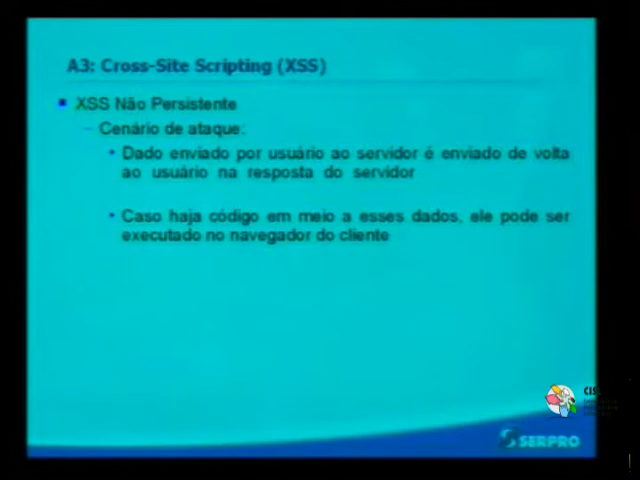 A3: Cross-Site Scripting (XSS)
XSS Não Persistente
– Cenário de ataque:
• Dado enviado por usuário ao servidor é enviado de volta
ao usuário na resposta do servidor
• Caso haja código em meio a esses dados, ele pode ser
executado no navegador do cliente
SERPRO